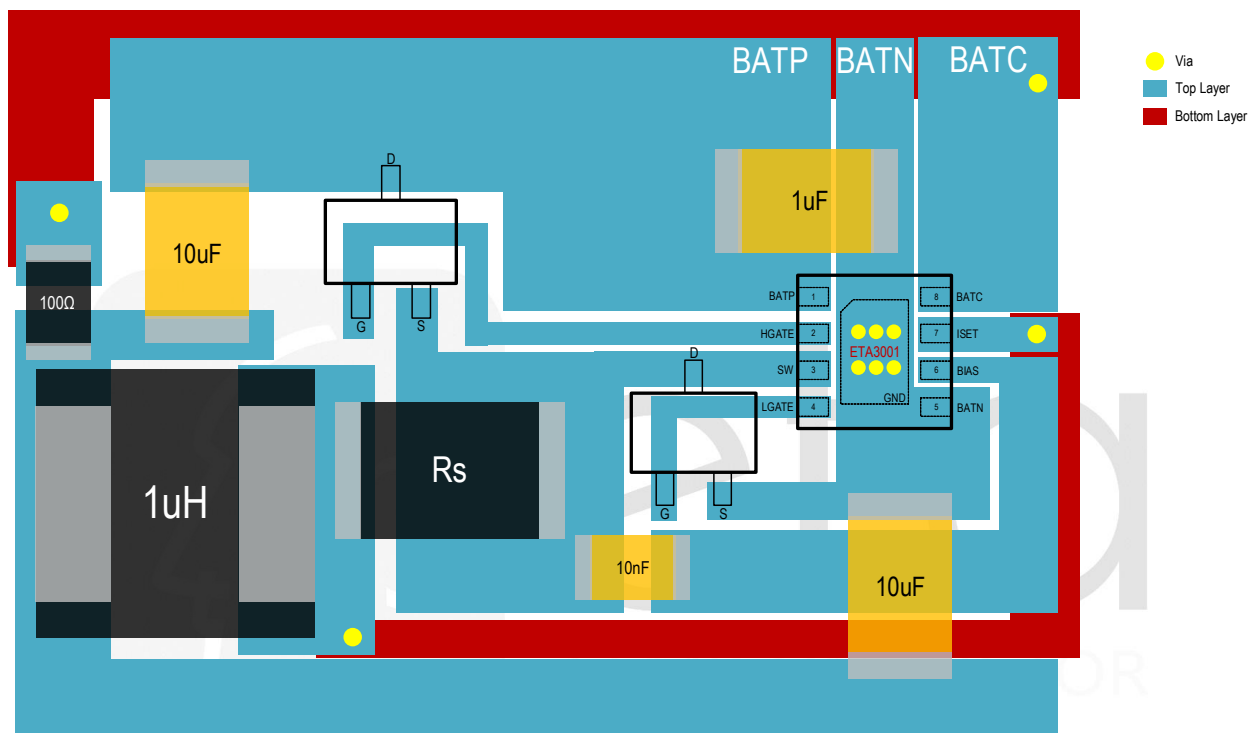 BATP BATN BATC
Via
Top Layer
Bottom Layer
D
1uF
10uF
100Ω
G S
BATP 1 8 BATC
HGATE 2 7 ISET
ETA3001
SW 3 6 BIAS
LGATE 4 GND 5 BATN
D
Rs
1uH
G S
10nF
10uF
OR